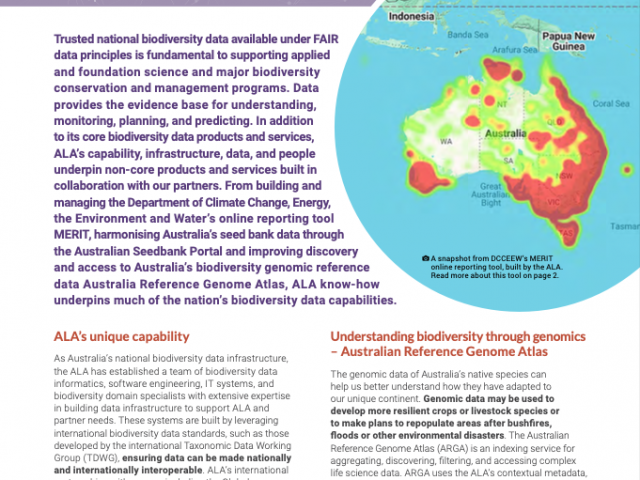 Indonesia
Banda Sea
Papua New
Guinea
Arafura Sea
Coral Sea
NT
WA
Australia
SA
NSW
VIC
TAS
Great
Australian
Bight
Tasman
A snapshot from DCCEEW's MERIT
online reporting tool, built by the ALA.
Read more about this tool on page 2.
Trusted national biodiversity data available under FAIR
data principles is fundamental to supporting applied
and foundation science and major biodiversity
conservation and management programs. Data
provides the evidence base for understanding,
monitoring, planning, and predicting. In addition
to its core biodiversity data products and services,
ALA's capability, infrastructure, data, and people
underpin non-core products and services built in
collaboration with our partners. From building and
managing the Department of Climate Change, Energy,
the Environment and Water's online reporting tool
MERIT, harmonising Australia's seed bank data through
the Australian Seedbank Portal and improving discovery
and access to Australia's biodiversity genomic reference
data Australia Reference Genome Atlas, ALA know-how
underpins much of the nation's biodiversity data capabilities.
ALA's unique capability
As Australia's national biodiversity data infrastructure,
the ALA has established a team of biodiversity data
informatics, software engineering, IT systems, and
biodiversity domain specialists with extensive expertise
in building data infrastructure to support ALA and
partner needs. These systems are built by leveraging
international biodiversity data standards, such as those
developed by the international Taxonomic Data Working
Group (TDWG), ensuring data can be made nationally
and internationally interoperable. ALA's international
Understanding biodiversity through genomics
– Australian Reference Genome Atlas
The genomic data of Australia's native species can
help us better understand how they have adapted to
our unique continent. Genomic data may be used to
develop more resilient crops or livestock species or
to make plans to repopulate areas after bushfires,
floods or other environmental disasters. The Australian
Reference Genome Atlas (ARGA) is an indexing service for
aggregating, discovering, filtering, and accessing complex
life science data. ARGA uses the ALA's contextual metadata,